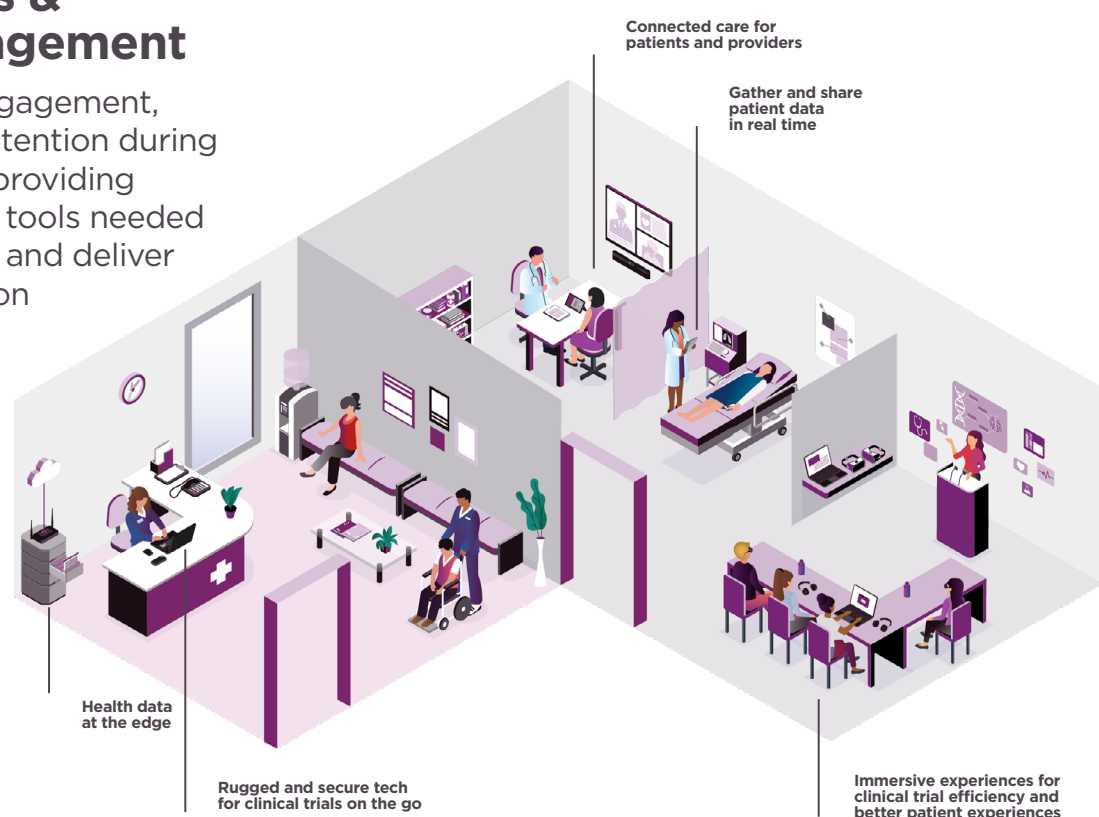 &
ngagement
gagement,
tention during
providing
tools needed
and deliver
on
Connected care for
patients and providers
Gather and share
patient data
in real time
Health data
at the edge
Rugged and secure tech
for clinical trials on the go
Immersive experiences for
clinical trial efficiency and
better patient experiences